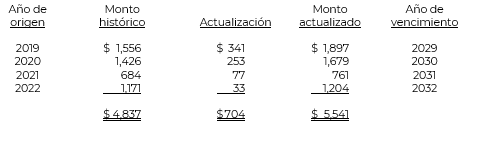 Año de Monto Monto Año de
origen histórico Actualización actualizado vencimiento
2019 $ 1,556 $ 341 $ 1,897 2029
2020 1,426 253 1,679 2030
2021 684 77 761 2031
2022 1,171 33 1,204 2032
$ 4,837 $704 $ 5,541